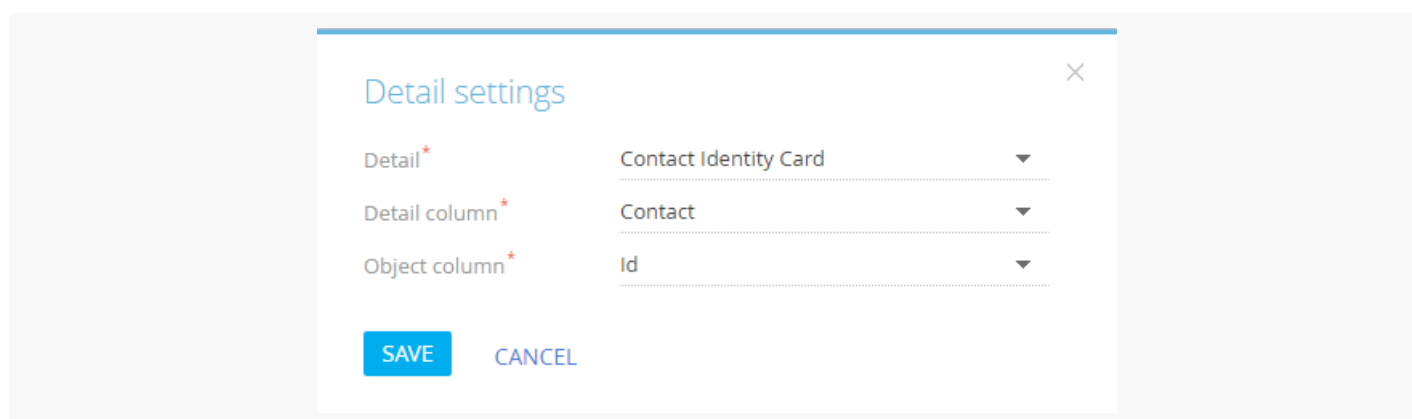 Detail settings
Detail* Contact Identity Card
Detail column* Contact
Object column* Id
SAVE CANCEL